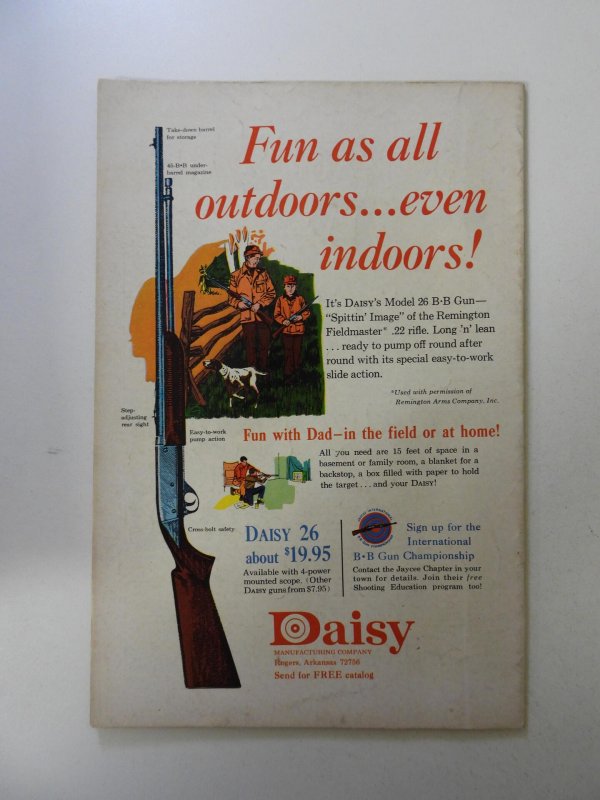 Take-down barrel
for storage
45-B•B under-
barrel magazine
Fun as all
outdoors...even
indoors!
It's DAISY'S Model 26 B•B Gun—
"Spittin' Image" of the Remington
Fieldmaster* .22 rifle. Long 'n' lean
...ready to pump off round after
round with its special easy-to-work
slide action.
*Used with permission of
Remington Arms Company, Inc.
Step-
adjusting
rear sight
Easy-to-work
pump action
Fun with Dad—in the field or at home!
All you need are 15 feet of space in a
basement or family room, a blanket for a
backstop, a box filled with paper to hold
the target...and your DAISY!
Cross-bolt safety
DAISY 26
about $19.95
Available with 4-power
mounted scope. (Other
DAISY guns from $7.95)
Sign up for the
International
B•B Gun Championship
Contact the Jaycee Chapter in your
town for details. Join their free
Shooting Education program too!
Daisy
MANUFACTURING COMPANY
Rogers, Arkansas 72756
Send for FREE catalog